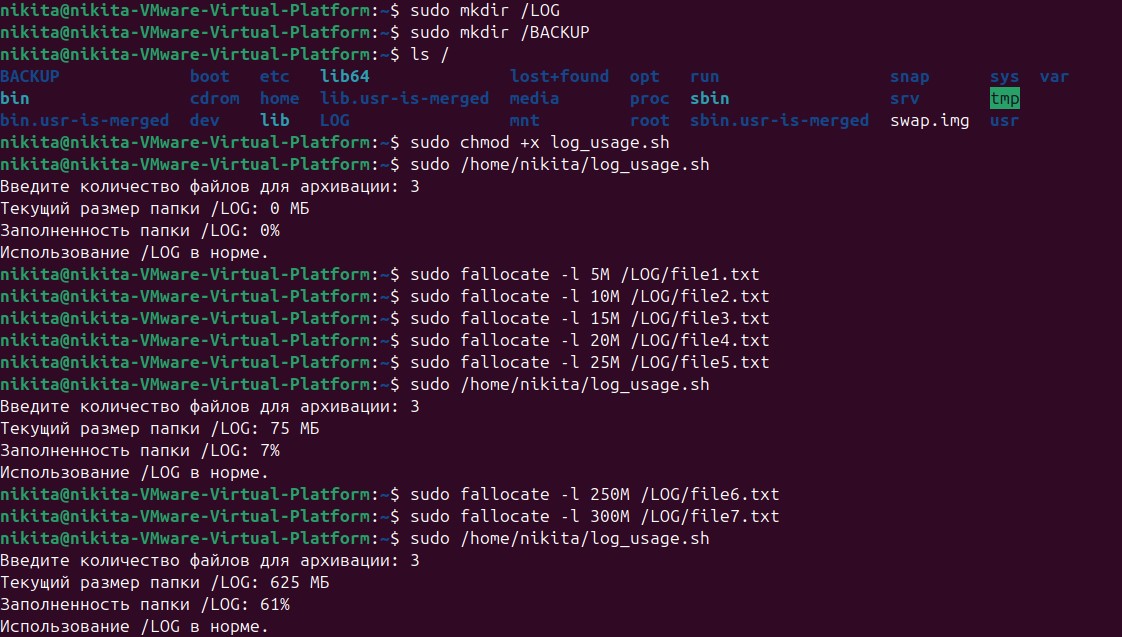 nikita@nikita-VMware-Virtual-Platform:~$ sudo mkdir /LOG
nikita@nikita-VMware-Virtual-Platform:~$ sudo mkdir /BACKUP
nikita@nikita-VMware-Virtual-Platform:~$ ls /
BACKUP boot etc lib64 lost+found opt run snap sys var
bin cdrom home lib.usr-is-merged media proc sbin srv tmp
bin.usr-is-merged dev lib LOG mnt root sbin.usr-is-merged swap.img usr
nikita@nikita-VMware-Virtual-Platform:~$ sudo chmod +x log_usage.sh
nikita@nikita-VMware-Virtual-Platform:~$ sudo /home/nikita/log_usage.sh
Введите количество файлов для архивации: 3
Текущий размер папки /LOG: 0 МБ
Заполненность папки /LOG: 0%
Использование /LOG в норме.
nikita@nikita-VMware-Virtual-Platform:~$ sudo fallocate -l 5M /LOG/file1.txt
nikita@nikita-VMware-Virtual-Platform:~$ sudo fallocate -l 10M /LOG/file2.txt
nikita@nikita-VMware-Virtual-Platform:~$ sudo fallocate -l 15M /LOG/file3.txt
nikita@nikita-VMware-Virtual-Platform:~$ sudo fallocate -l 20M /LOG/file4.txt
nikita@nikita-VMware-Virtual-Platform:~$ sudo fallocate -l 25M /LOG/file5.txt
nikita@nikita-VMware-Virtual-Platform:~$ sudo /home/nikita/log_usage.sh
Введите количество файлов для архивации: 3
Текущий размер папки /LOG: 75 МБ
Заполненность папки /LOG: 7%
Использование /LOG в норме.
nikita@nikita-VMware-Virtual-Platform:~$ sudo fallocate -l 250M /LOG/file6.txt
nikita@nikita-VMware-Virtual-Platform:~$ sudo fallocate -l 300M /LOG/file7.txt
nikita@nikita-VMware-Virtual-Platform:~$ sudo /home/nikita/log_usage.sh
Введите количество файлов для архивации: 3
Текущий размер папки /LOG: 625 МБ
Заполненность папки /LOG: 61%
Использование /LOG в норме.